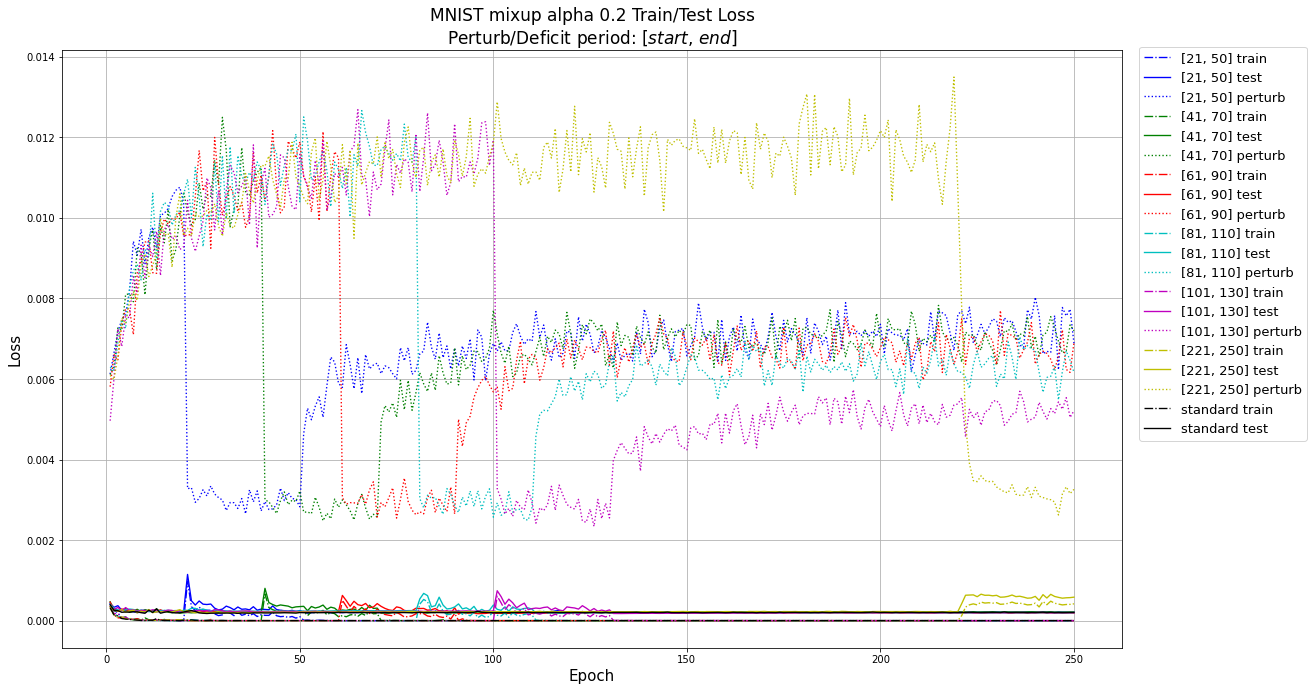 MNIST mixup alpha 0.2 Train/Test Loss
Perturb/Deficit period: [start, end]
Loss
0.014
0.012
0.010
0.008
0.006
0.004
0.002
0.000
0
50
100
150
200
250
Epoch
[21, 50] train
[21, 50] test
[21, 50] perturb
[41, 70] train
[41, 70] test
[41, 70] perturb
[61, 90] train
[61, 90] test
[61, 90] perturb
[81, 110] train
[81, 110] test
[81, 110] perturb
[101, 130] train
[101, 130] test
[101, 130] perturb
[221, 250] train
[221, 250] test
[221, 250] perturb
standard train
standard test